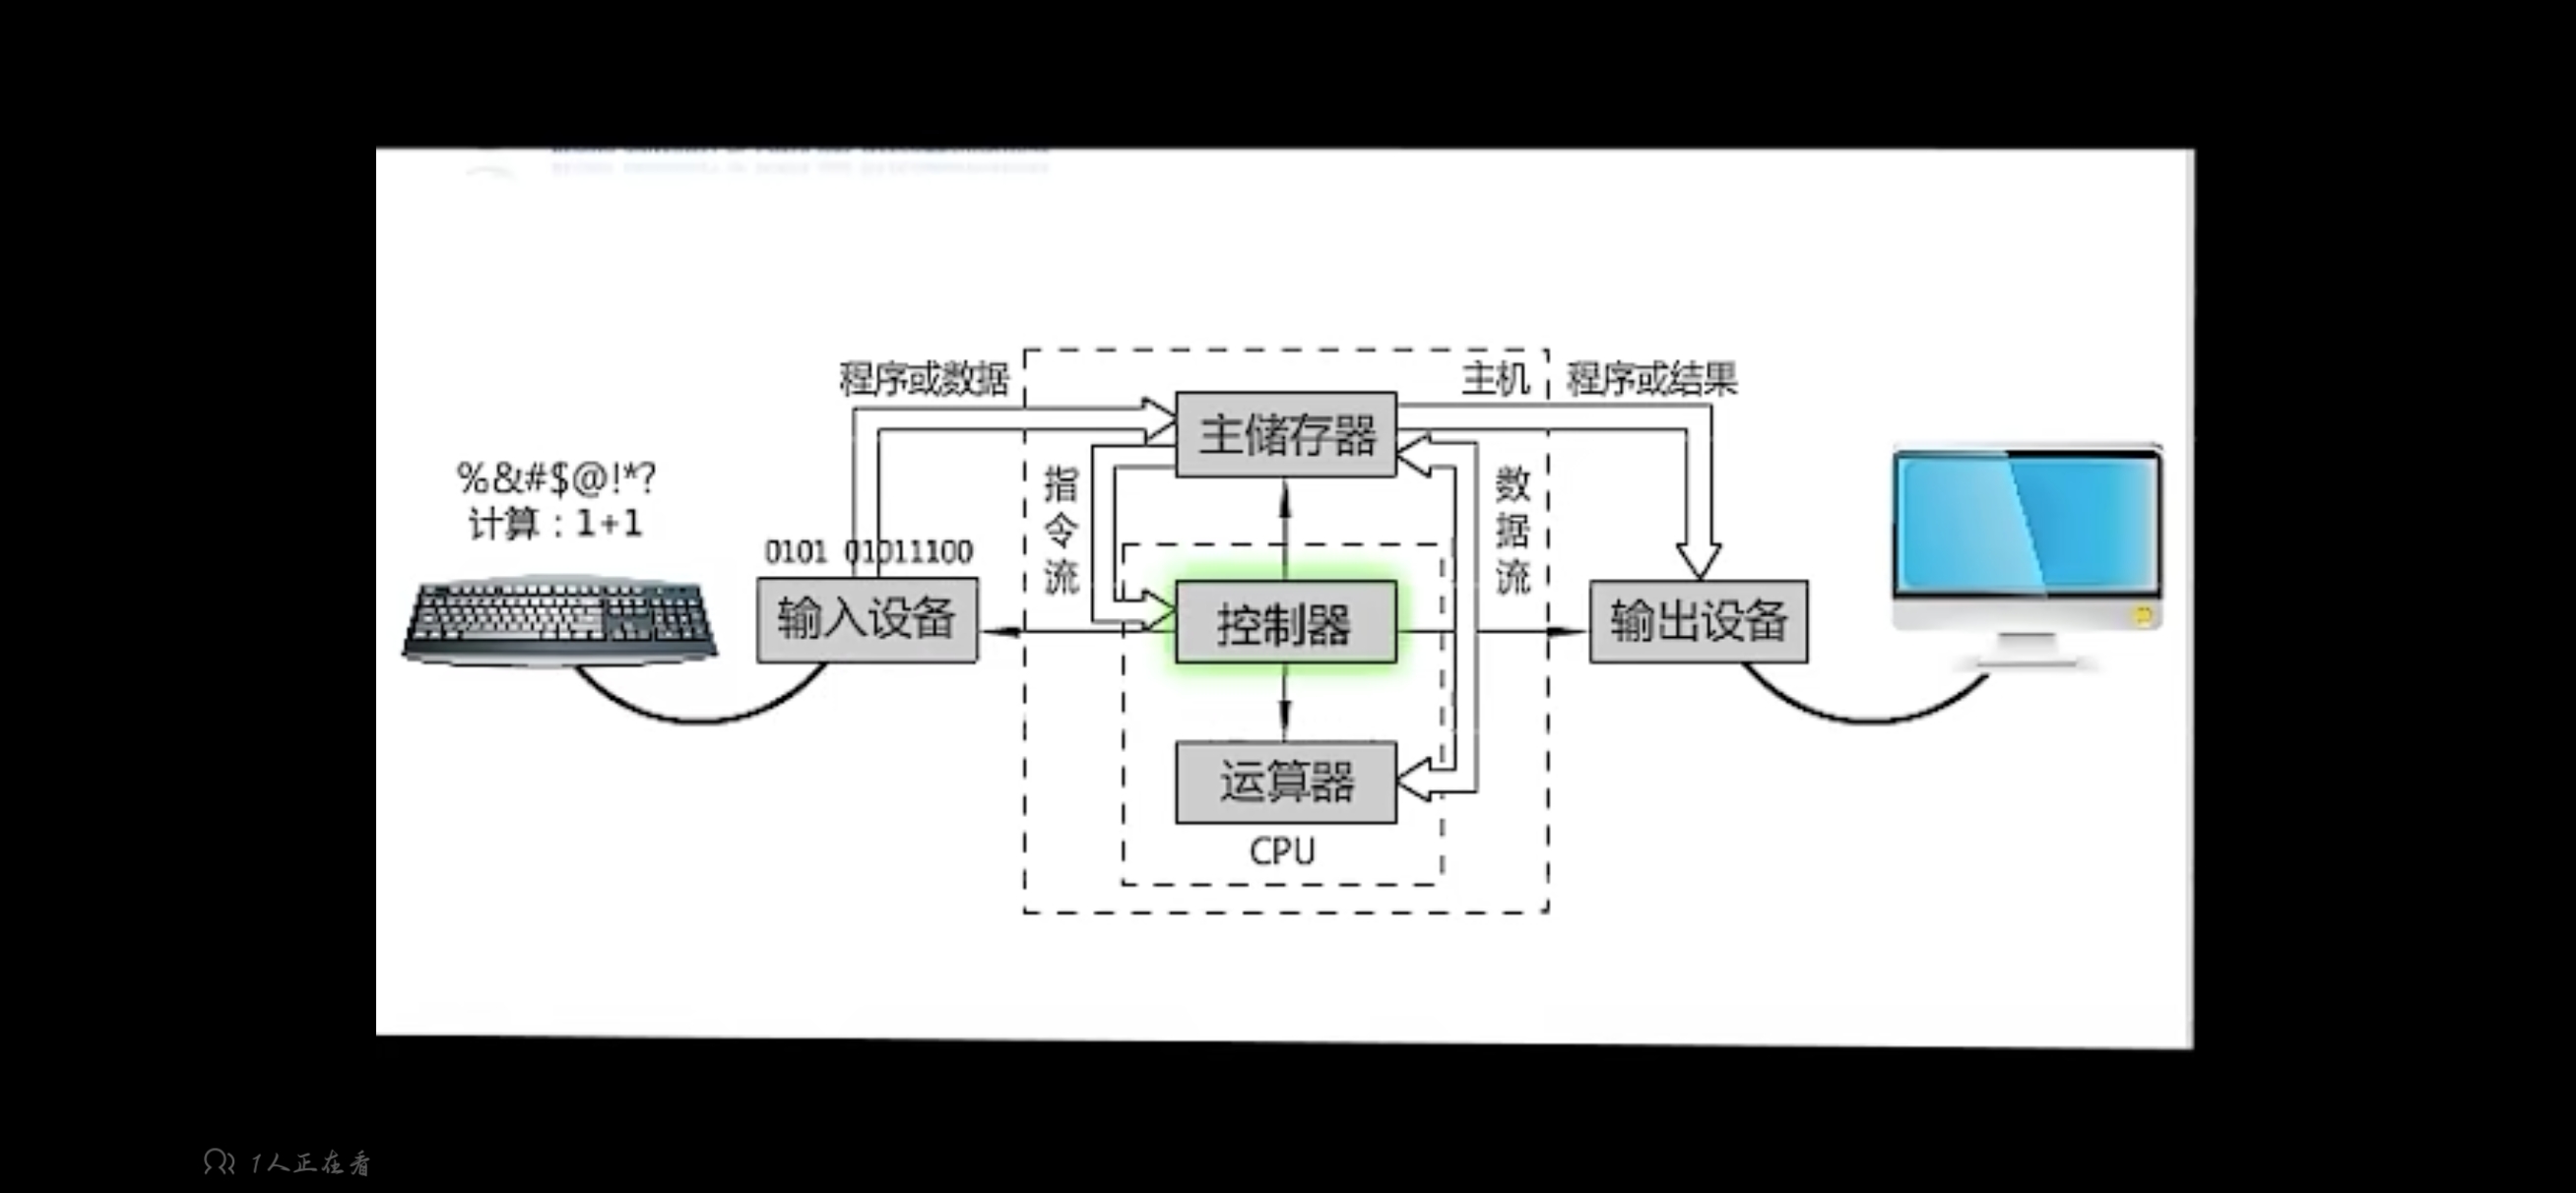 程序或数据
主机
程序或结果
主储存器
%&#$@!*?
计算：1+1
指令流
数据流
0101 01011100
输入设备
控制器
输出设备
运算器
CPU
1人正在看